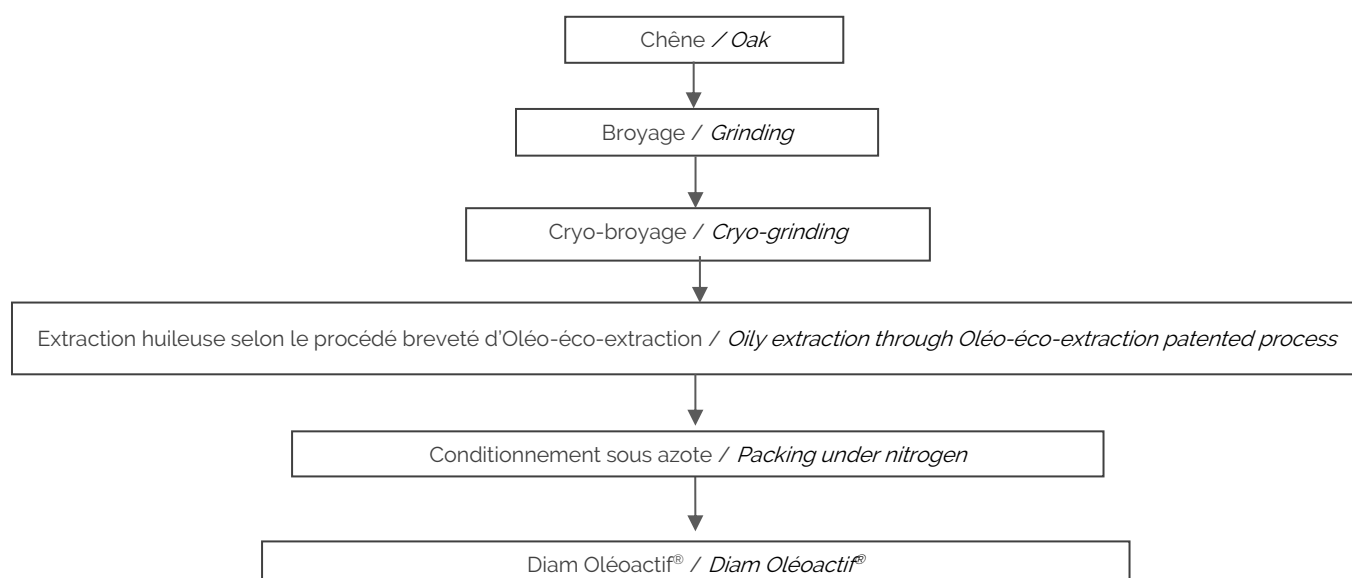 Chêne / Oak
Broyage / Grinding
Cryo-broyage / Cryo-grinding
Extraction huileuse selon le procédé breveté d'Oléo-éco-extraction / Oily extraction through Oléo-éco-extraction patented process
Conditionnement sous azote / Packing under nitrogen
Diam Oléoactif® / Diam Oléoactif®